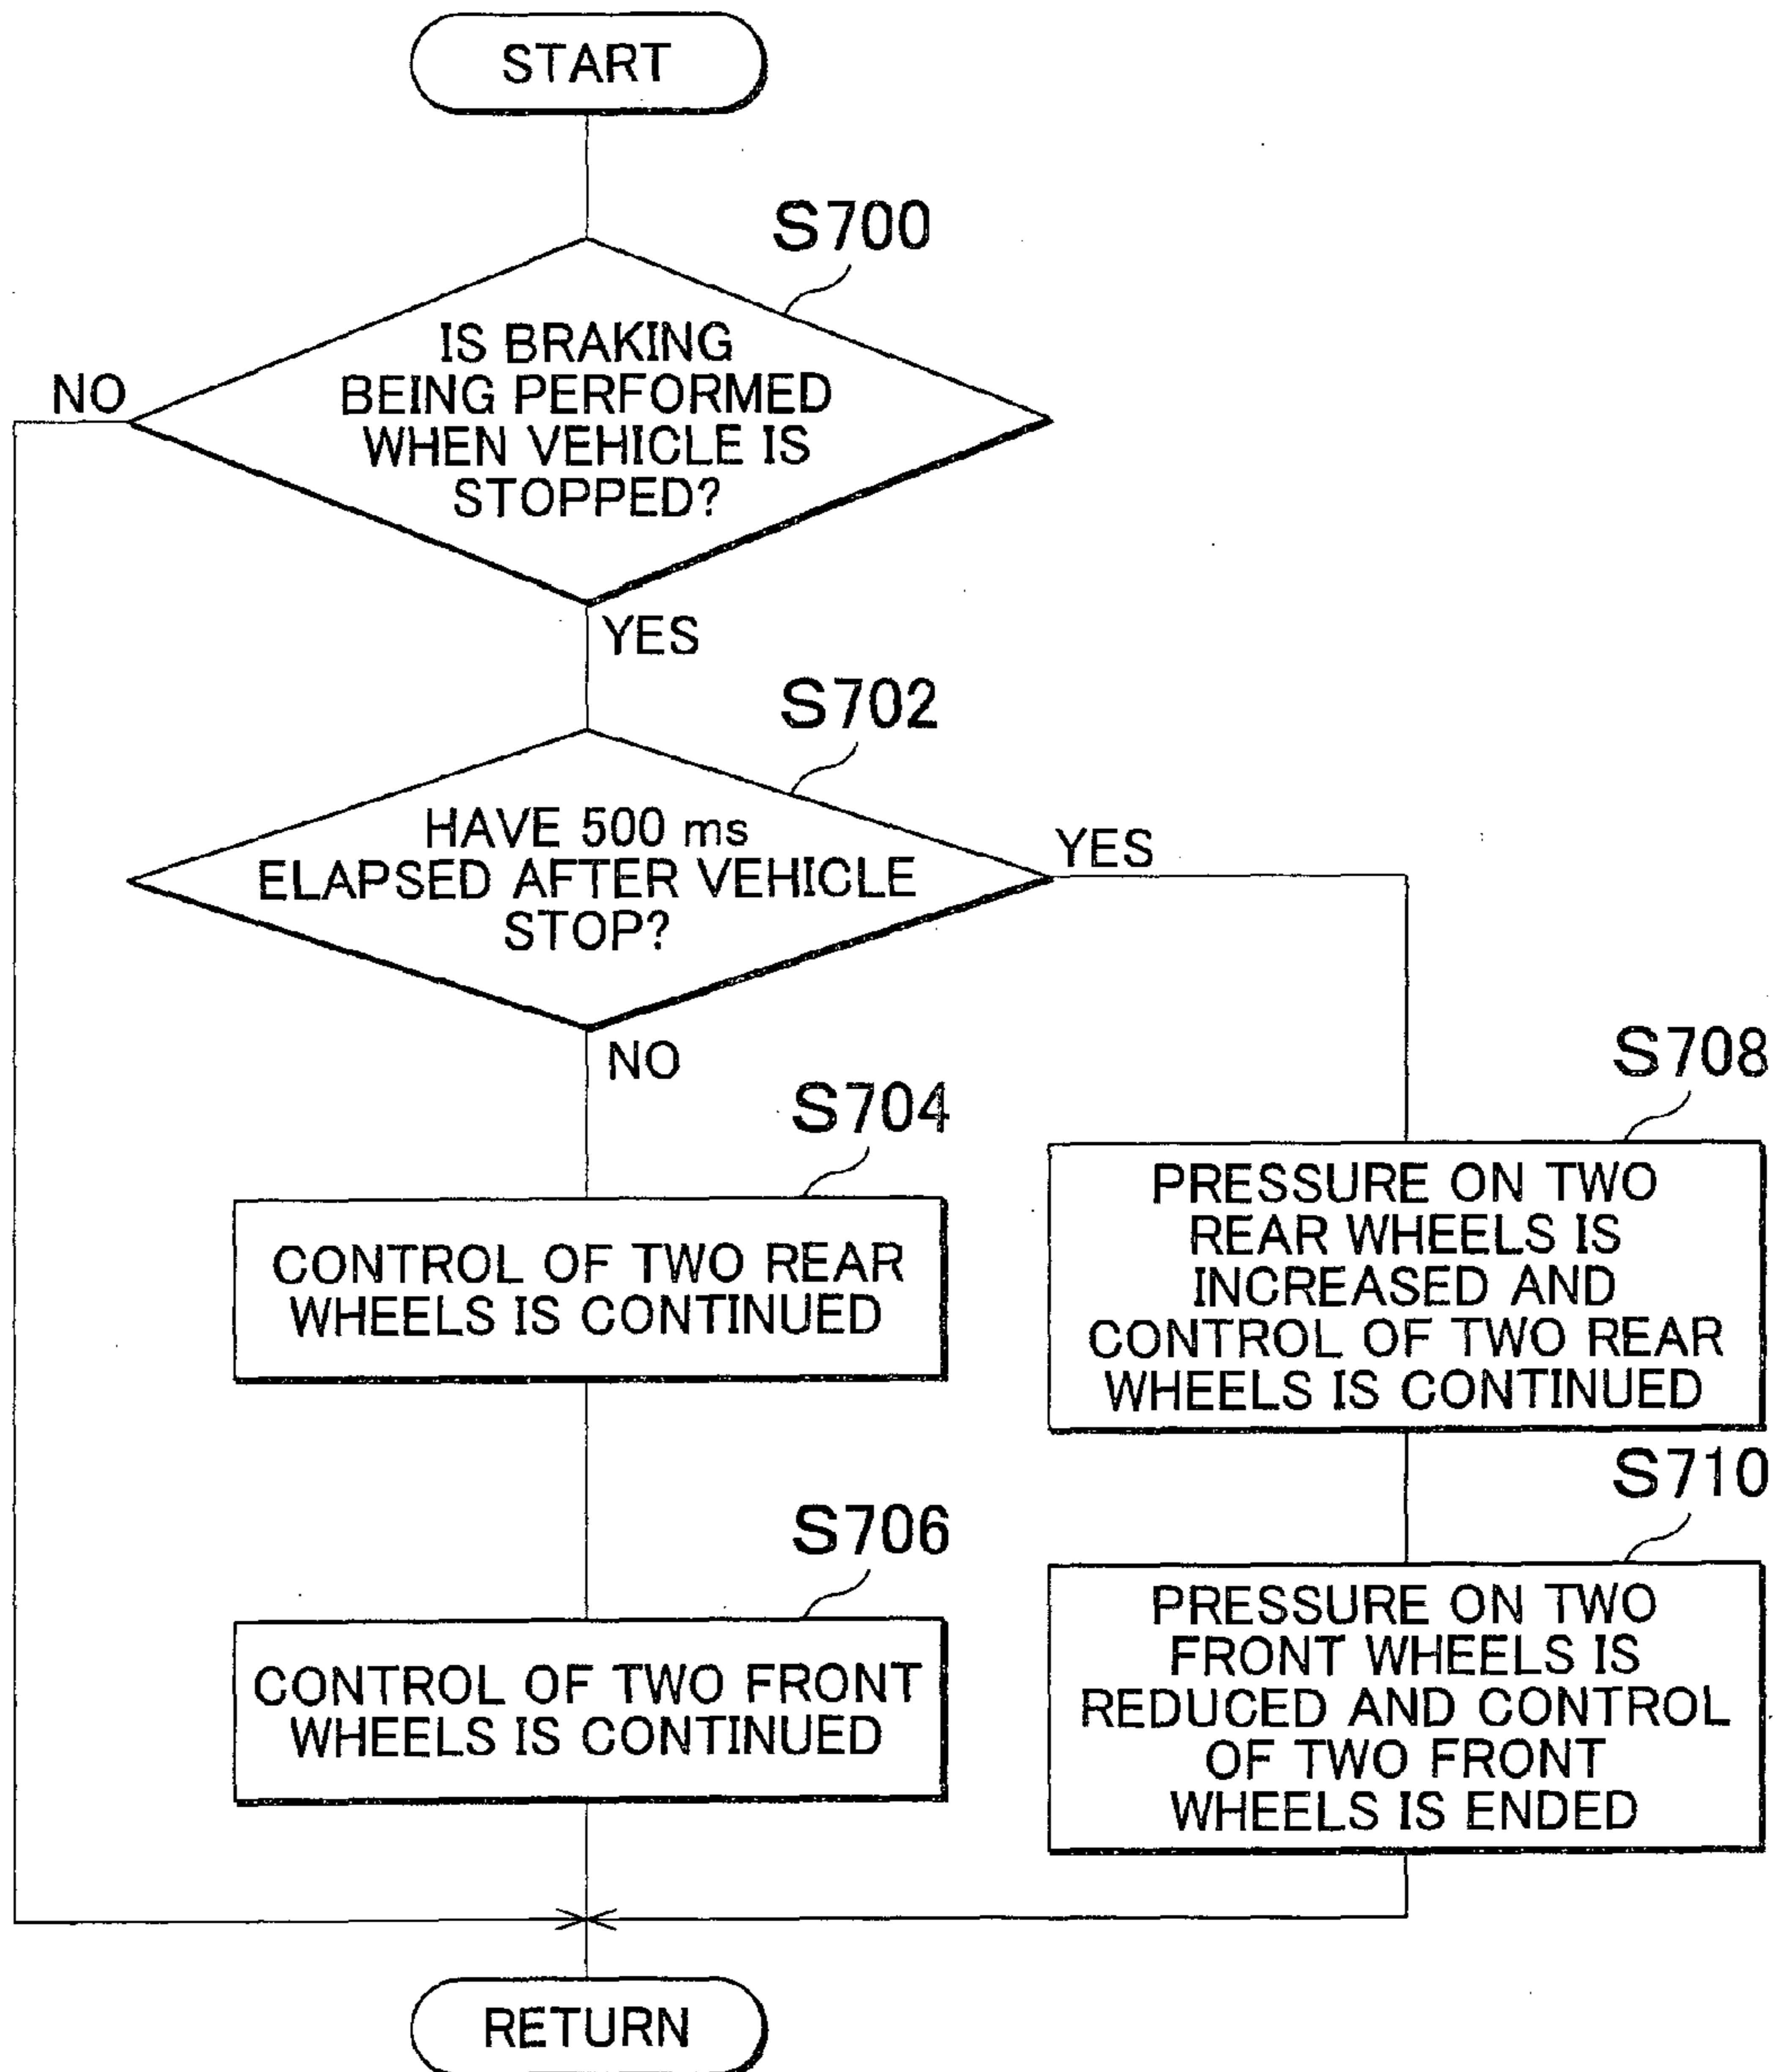 START
S700
IS BRAKING
BEING PERFORMED
WHEN VEHICLE IS
STOPPED?
NO
YES
S702
HAVE 500 ms
ELAPSED AFTER VEHICLE
STOP?
YES
NO
S704
CONTROL OF TWO REAR
WHEELS IS CONTINUED
S706
CONTROL OF TWO FRONT
WHEELS IS CONTINUED
S708
PRESSURE ON TWO
REAR WHEELS IS
INCREASED AND
CONTROL OF TWO REAR
WHEELS IS CONTINUED
S710
PRESSURE ON TWO
FRONT WHEELS IS
REDUCED AND CONTROL
OF TWO FRONT
WHEELS IS ENDED
RETURN